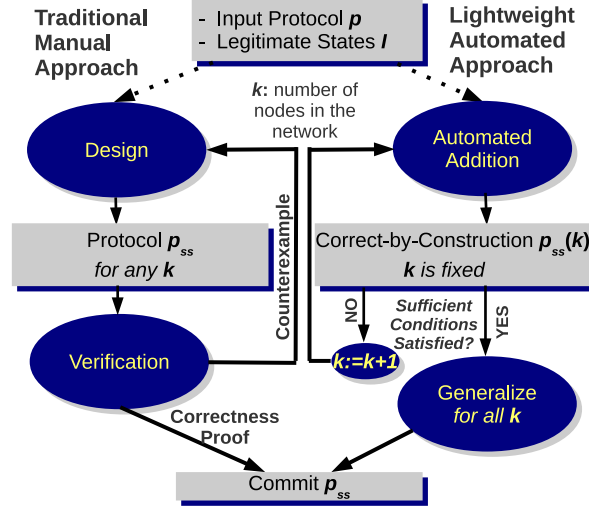 Traditional
Manual
Approach
- Input Protocol p
- Legitimate States I
Lightweight
Automated
Approach
k: number of
nodes in the
network
Design
Automated
Addition
Counterexample
Protocol pss
for any k
Correct-by-Construction pss(k)
k is fixed
NO
Sufficient
Conditions
Satisfied?
YES
Verification
k:=k+1
Generalize
for all k
Correctness
Proof
Commit pss